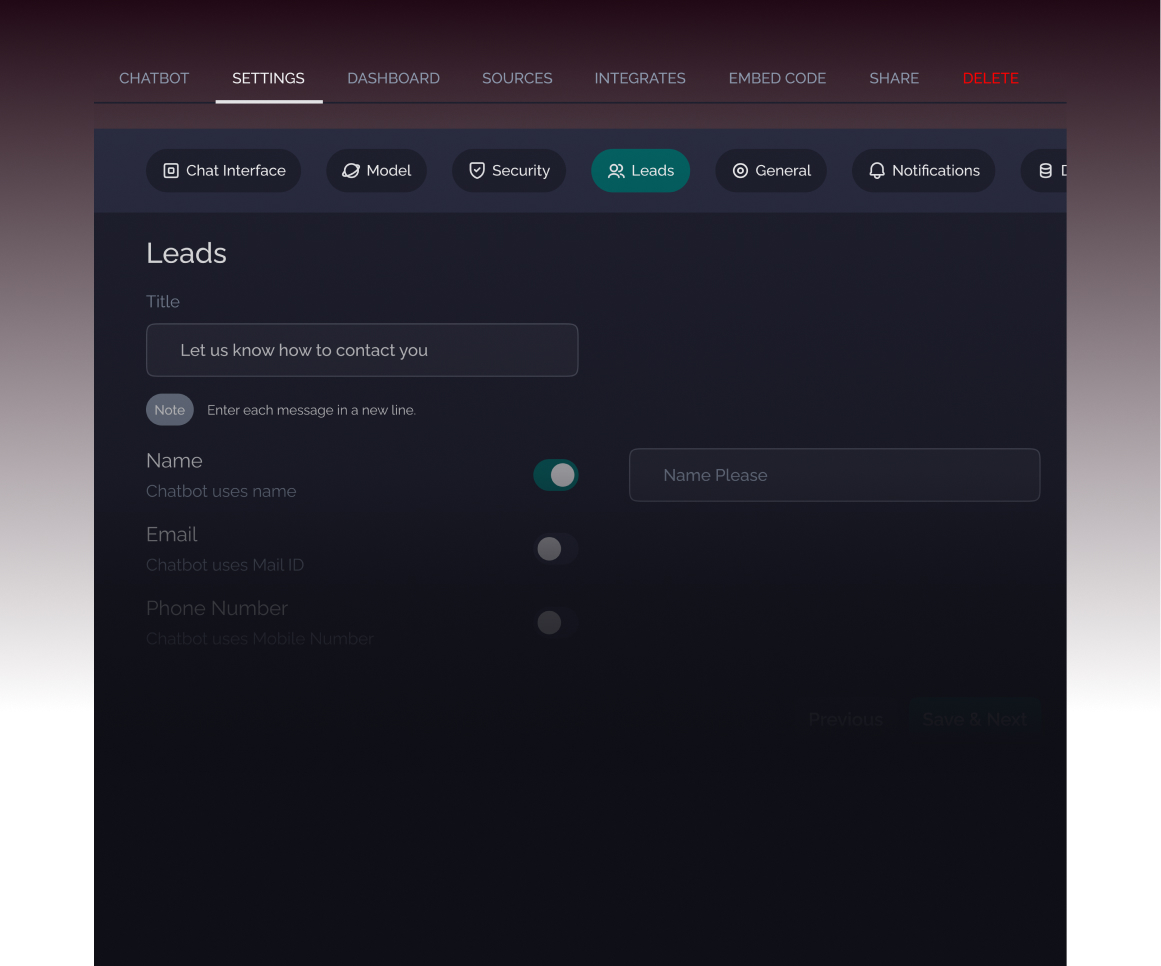 CHATBOT SETTINGS DASHBOARD SOURCES INTEGRATES EMBED CODE SHARE DELETE
Chat Interface Model Security Leads General Notifications
Leads
Title
Let us know how to contact you
Note Enter each message in a new line.
Name
Name Please
Chatbot uses name
Email
Chatbot uses Mail ID
Phone Number
Chatbot uses Mobile Number
Previous Save & Next